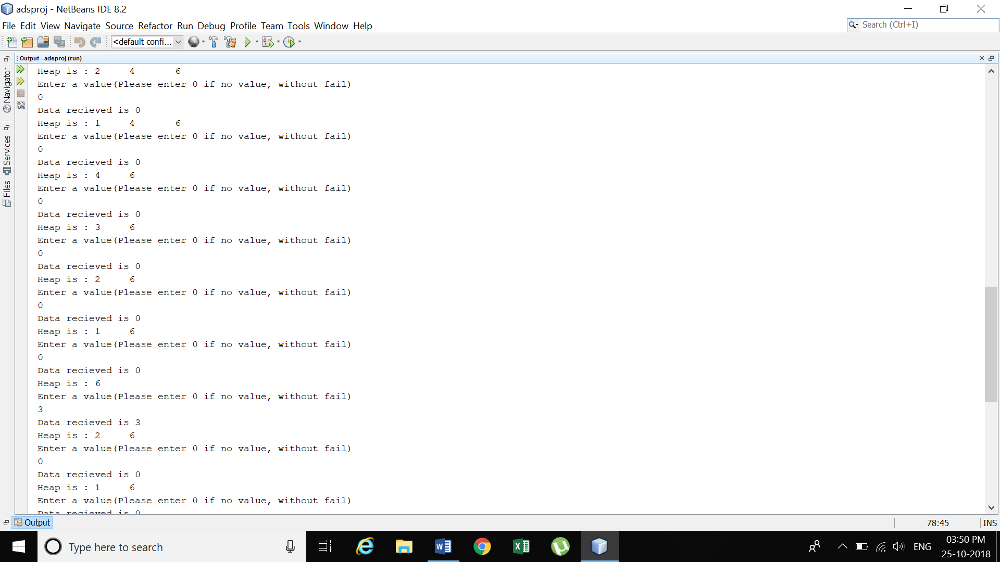 adsproj - NetBeans IDE 8.2
File Edit View Navigate Source Refactor Run Debug Profile Team Tools Window Help
Search (Ctrl+I)
<default confi...
Output - adsproj (run)
Navigator
Services
Files
Heap is : 2 4 6
Enter a value(Please enter 0 if no value, without fail)
0
Data recieved is 0
Heap is : 1 4 6
Enter a value(Please enter 0 if no value, without fail)
0
Data recieved is 0
Heap is : 4 6
Enter a value(Please enter 0 if no value, without fail)
0
Data recieved is 0
Heap is : 3 6
Enter a value(Please enter 0 if no value, without fail)
0
Data recieved is 0
Heap is : 2 6
Enter a value(Please enter 0 if no value, without fail)
0
Data recieved is 0
Heap is : 1 6
Enter a value(Please enter 0 if no value, without fail)
0
Data recieved is 0
Heap is : 6
Enter a value(Please enter 0 if no value, without fail)
3
Data recieved is 3
Heap is : 2 6
Enter a value(Please enter 0 if no value, without fail)
0
Data recieved is 0
Heap is : 1 6
Enter a value(Please enter 0 if no value, without fail)
Data recieved is 0
Output
78:45
INS
Type here to search
ENG
03:50 PM
25-10-2018